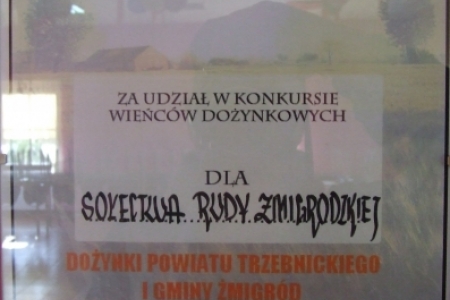 ZA UDZIAŁ W KONKURSIE
WIEŃCÓW DOŻYNKOWYCH
DLA
SOŁECTWA RUDY ŻMIGRODZKIEJ
DOŻYNKI POWIATU TRZEBNICKIEGO
I GMINY ŻMIGRÓD